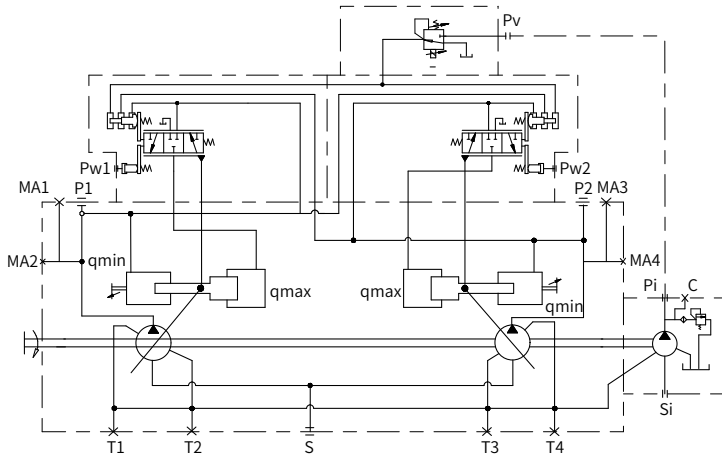 Pv
Pw1
Pw2
MA1
P1
P2
MA3
MA2
qmin
MA4
qmax
qmax
qmin
Pi
C
Si
T1
T2
S
T3
T4